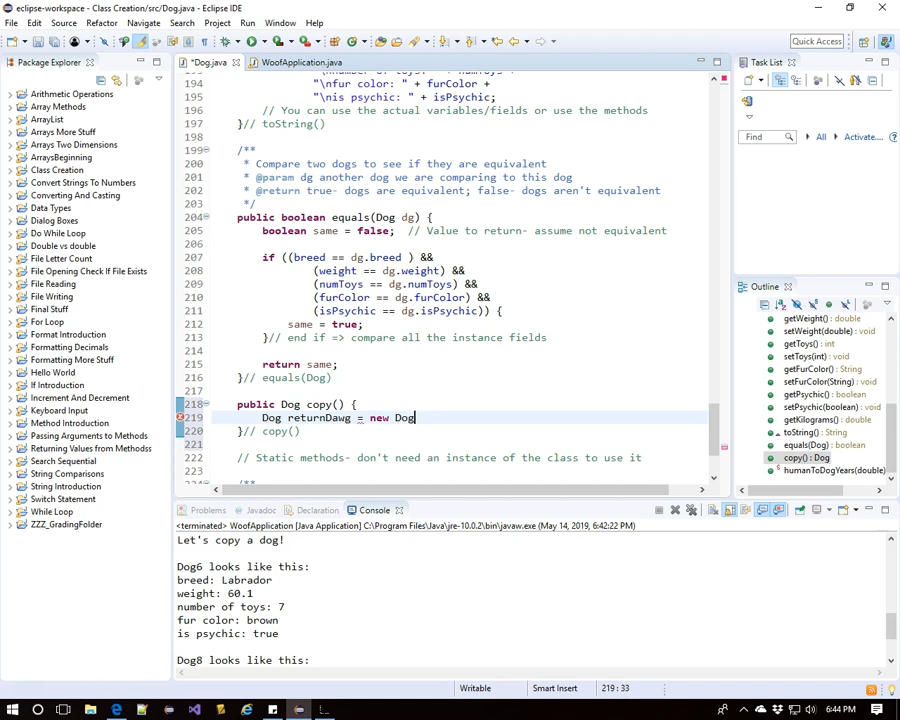 eclipse-workspace - Class Creation/src/Dog.java - Eclipse IDE
File Edit Source Refactor Navigate Search Project Run Window Help
Quick Access
Package Explorer
Arithmetic Operations
Array Methods
ArrayList
Arrays More Stuff
Arrays Two Dimensions
ArraysBeginning
Class Creation
Convert Strings To Numbers
Converting And Casting
Data Types
Dialog Boxes
Do While Loop
Double vs double
File Letter Count
File Opening Check If File Exists
File Reading
File Writing
Final Stuff
For Loop
Format Introduction
Formatting Decimals
Formatting More Stuff
Hello World
If Introduction
Increment And Decrement
Keyboard Input
Method Introduction
Passing Arguments to Methods
Returning Values from Methods
Search Sequential
String Comparisons
String Introduction
Switch Statement
While Loop
ZZZ_GradingFolder
*Dog.java WoofApplication.java
194 "\nfur color: " + furColor +
195 "\nis psychic: " + isPsychic;
196 // You can use the actual variables/fields or use the methods
197 }// toString()
198
199 /**
200 * Compare two dogs to see if they are equivalent
201 * @param dg another dog we are comparing to this dog
202 * @return true- dogs are equivalent; false- dogs aren't equivalent
203 */
204 public boolean equals(Dog dg) {
205 boolean same = false; // Value to return- assume not equivalent
206
207 if ((breed == dg.breed ) &&
208 (weight == dg.weight) &&
209 (numToys == dg.numToys) &&
210 (furColor == dg.furColor) &&
211 (isPsychic == dg.isPsychic)) {
212 same = true;
213 }// end if => compare all the instance fields
214
215 return same;
216 }// equals(Dog)
217
218 public Dog copy() {
219 Dog returnDawg = new Dog
220 }// copy()
221
222 // Static methods- don't need an instance of the class to use it
223
/**
Task List
Find All Activate...
Outline
getWeight() : double
setWeight(double) : void
getToys() : int
setToys(int) : void
getFurColor() : String
setFurColor(String) : void
getPsychic() : boolean
setPsychic(boolean) : void
getKilograms() : double
toString() : String
equals(Dog) : boolean
copy() : Dog
humanToDogYears(double)
Problems Javadoc Declaration Console
<terminated> WoofApplication [Java Application] C:\Program Files\Java\jre-10.0.2\bin\javaw.exe (May 14, 2019, 6:42:22 PM)
Let's copy a dog!
Dog6 looks like this:
breed: Labrador
weight: 60.1
number of toys: 7
fur color: brown
is psychic: true
Dog8 looks like this:
Writable Smart Insert 219 : 33
6:44 PM